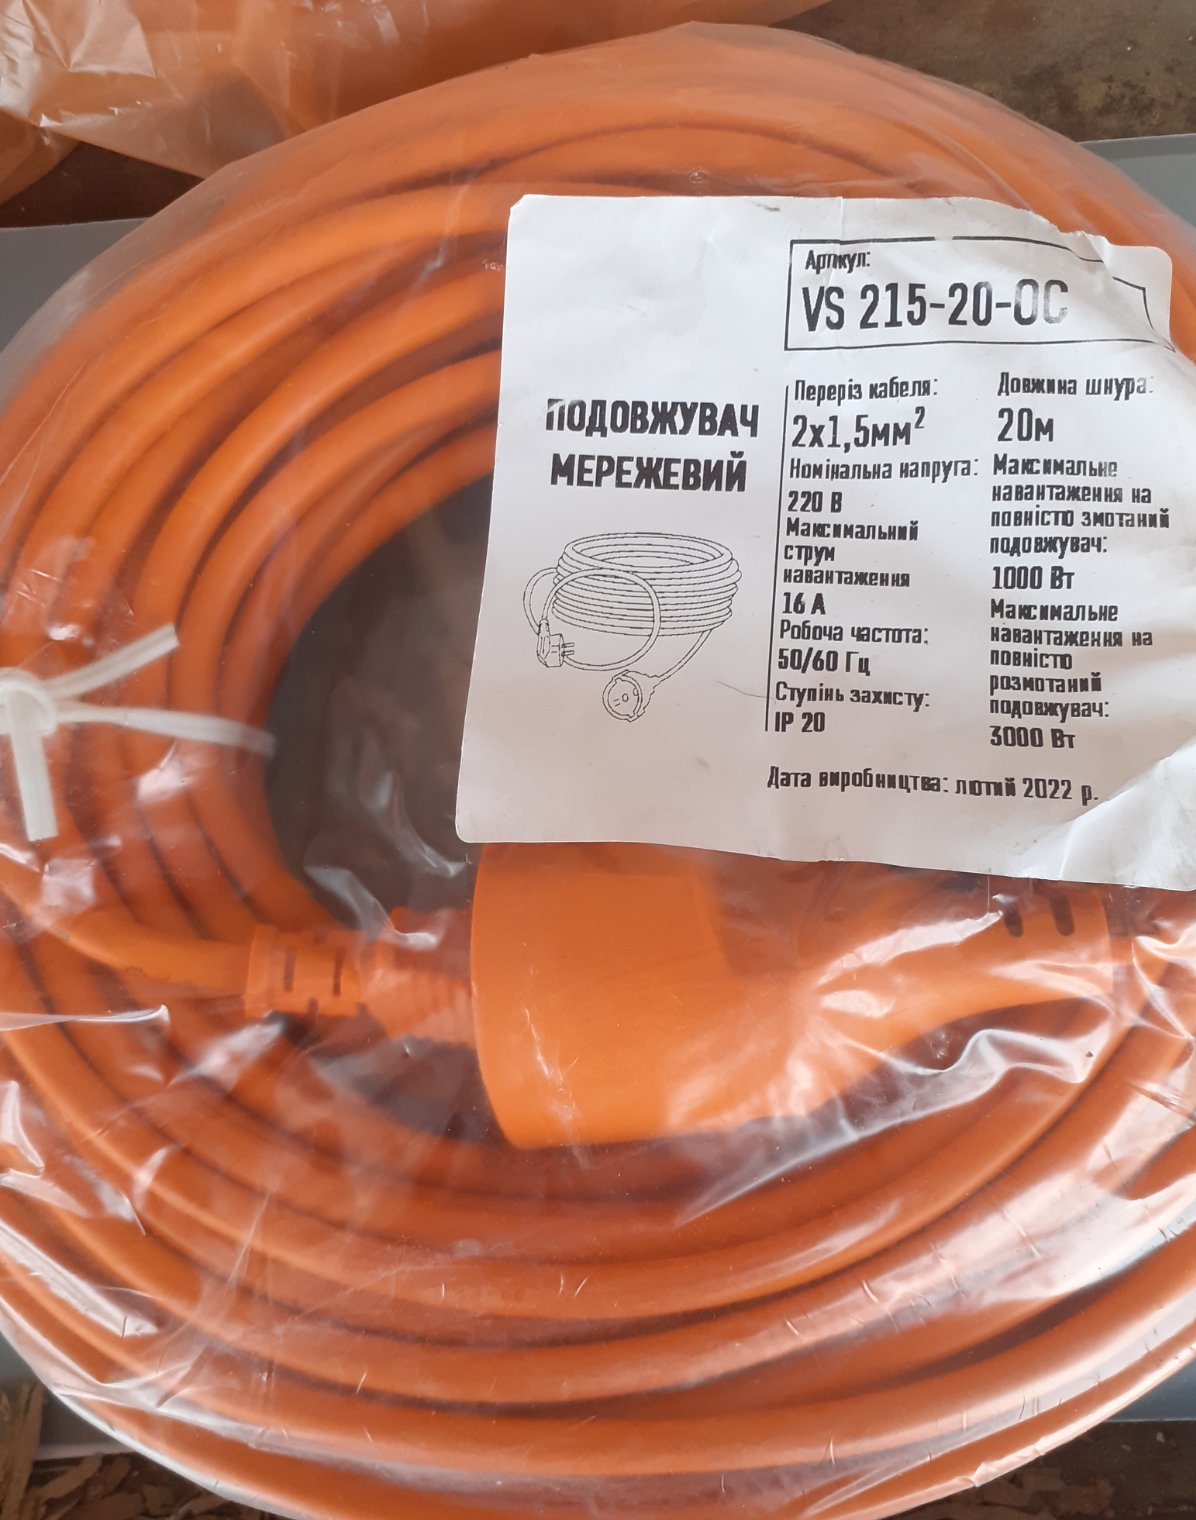 Артикул:
VS 215-20-ОС
ПОДОВЖУВАЧ
МЕРЕЖЕВИЙ
Переріз кабеля:
2х1,5мм²
Номінальна напруга:
220 В
Максимальний
струм
навантаження
16 А
Робоча частота:
50/60 Гц
Ступінь захисту:
IP 20
Довжина шнура:
20м
Максимальне
навантаження на
повністю змотаний
подовжувач:
1000 Вт
Максимальне
навантаження на
повністю
розмотаний
подовжувач:
3000 Вт
Дата виробництва: лютий 2022 р.